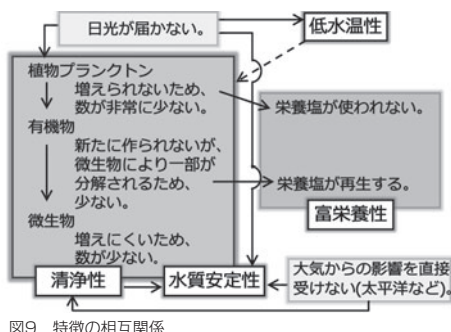 日光が届かない。
低水温性
植物プランクトン
増えられないため、
数が非常に少ない。
栄養塩が使われない。
有機物
新たに作られないが、
微生物により一部が
分解されるため、
少ない。
栄養塩が再生する。
富栄養性
微生物
増えにくいため、
数が少ない。
清浄性
水質安定性
大気からの影響を直接
受けない(太平洋など)。
図9 特徴の相互関係